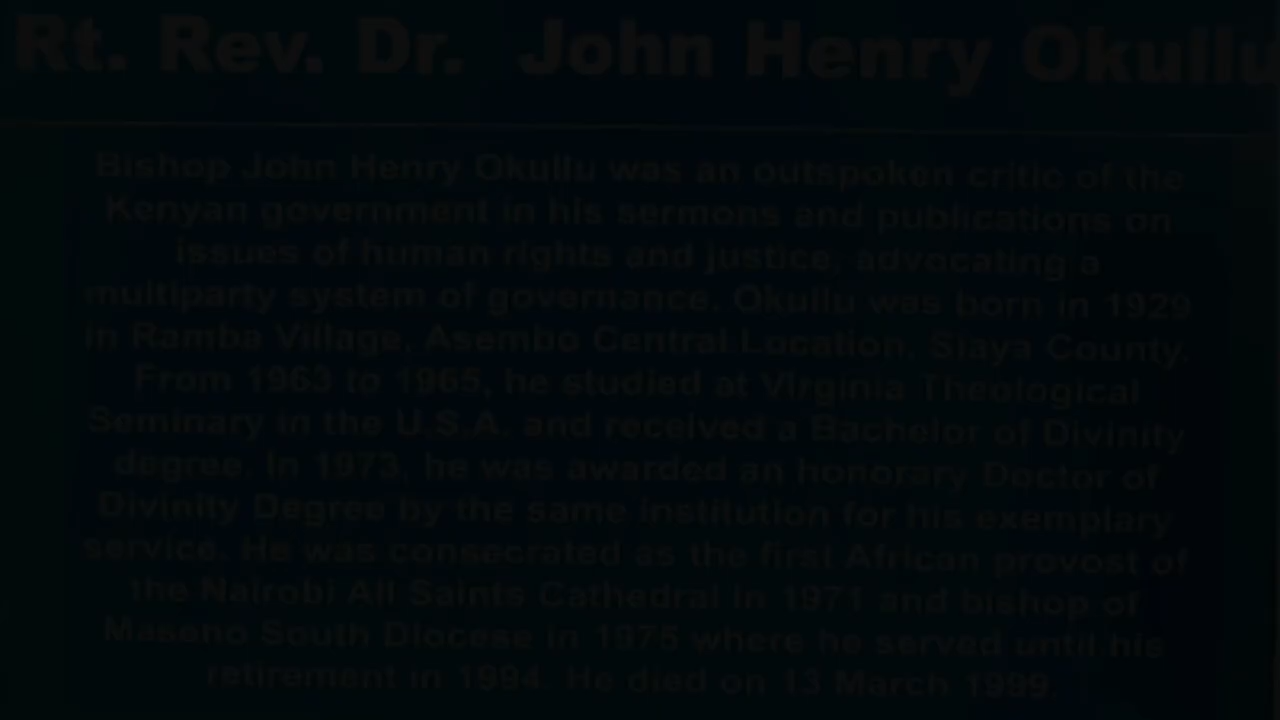 Rt. Rev. Dr. John Henry Okullu
Bishop John Henry Okullu was an outspoken critic of the
Kenyan government in his sermons and publications on
issues of human rights and justice, advocating a
multiparty system of governance. Okullu was born in 1929
in Ramba Village, Asembo Central Location, Siaya County.
From 1963 to 1965, he studied at Virginia Theological
Seminary in the U.S.A. and received a Bachelor of Divinity
degree. In 1973, he was awarded an honorary Doctor of
Divinity Degree by the same institution for his exemplary
service. He was consecrated as the first African provost of
the Nairobi All Saints Cathedral in 1971 and bishop of
Maseno South Diocese in 1975 where he served until his
retirement in 1994. He died on 13 March 1999.